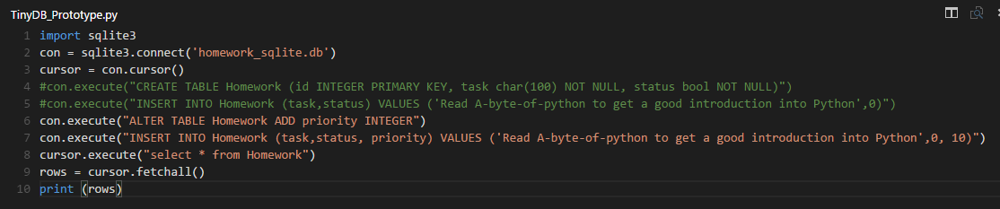 TinyDB_Prototype.py
1 import sqlite3
2 con = sqlite3.connect('homework_sqlite.db')
3 cursor = con.cursor()
4 #con.execute("CREATE TABLE Homework (id INTEGER PRIMARY KEY, task char(100) NOT NULL, status bool NOT NULL)")
5 #con.execute("INSERT INTO Homework (task,status) VALUES ('Read A-byte-of-python to get a good introduction into Python',0)")
6 con.execute("ALTER TABLE Homework ADD priority INTEGER")
7 con.execute("INSERT INTO Homework (task,status, priority) VALUES ('Read A-byte-of-python to get a good introduction into Python',0, 10)")
8 cursor.execute("select * from Homework")
9 rows = cursor.fetchall()
10 print (rows)